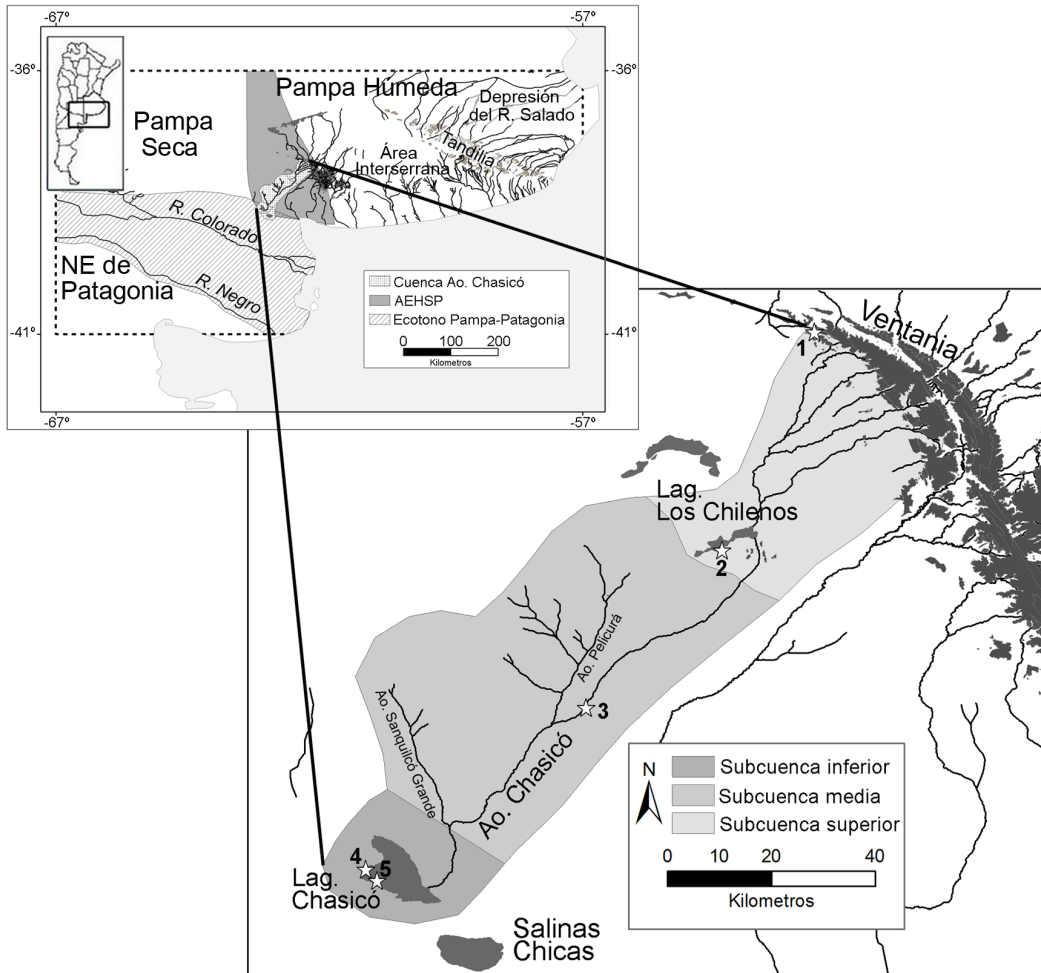 -67°
-57°
-36°
-36°
Pampa Húmeda
Depresión
del R. Salado
Pampa
Seca
Tandilia
Área
Interserrana
R. Colorado
NE de
Patagonia
R. Negro
Cuenca Ao. Chasicó
AEHSP
Ecotono Pampa-Patagonia
0 100 200
Kilometros
-41°
-41°
-67°
-57°
Ventania
1
Lag.
Los Chilenos
2
Ao. Pelicurá
3
Ao. Sanquilcó Grande
Ao. Chasicó
4
5
Lag.
Chasicó
Salinas
Chicas
N
Subcuenca inferior
Subcuenca media
Subcuenca superior
0 10 20 40
Kilometros